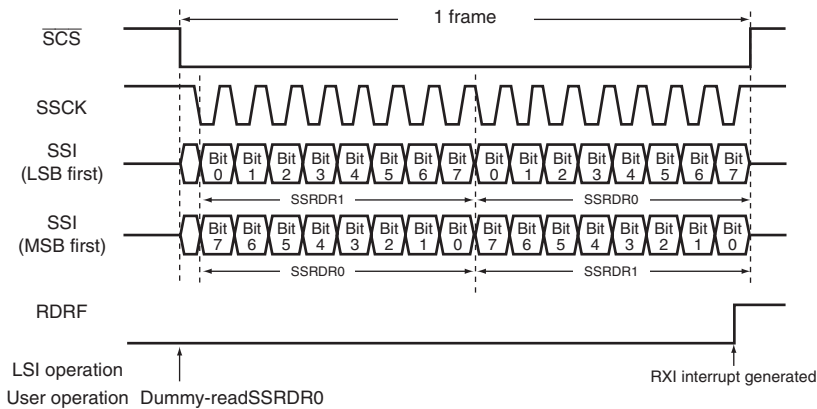 1 frame
SCS
SSCK
SSI
(LSB first)
Bit 0 Bit 1 Bit 2 Bit 3 Bit 4 Bit 5 Bit 6 Bit 7 Bit 0 Bit 1 Bit 2 Bit 3 Bit 4 Bit 5 Bit 6 Bit 7
SSRDR1 SSRDR0
SSI
(MSB first)
Bit 7 Bit 6 Bit 5 Bit 4 Bit 3 Bit 2 Bit 1 Bit 0 Bit 7 Bit 6 Bit 5 Bit 4 Bit 3 Bit 2 Bit 1 Bit 0
SSRDR0 SSRDR1
RDRF
LSI operation RXI interrupt generated
User operation Dummy-readSSRDR0